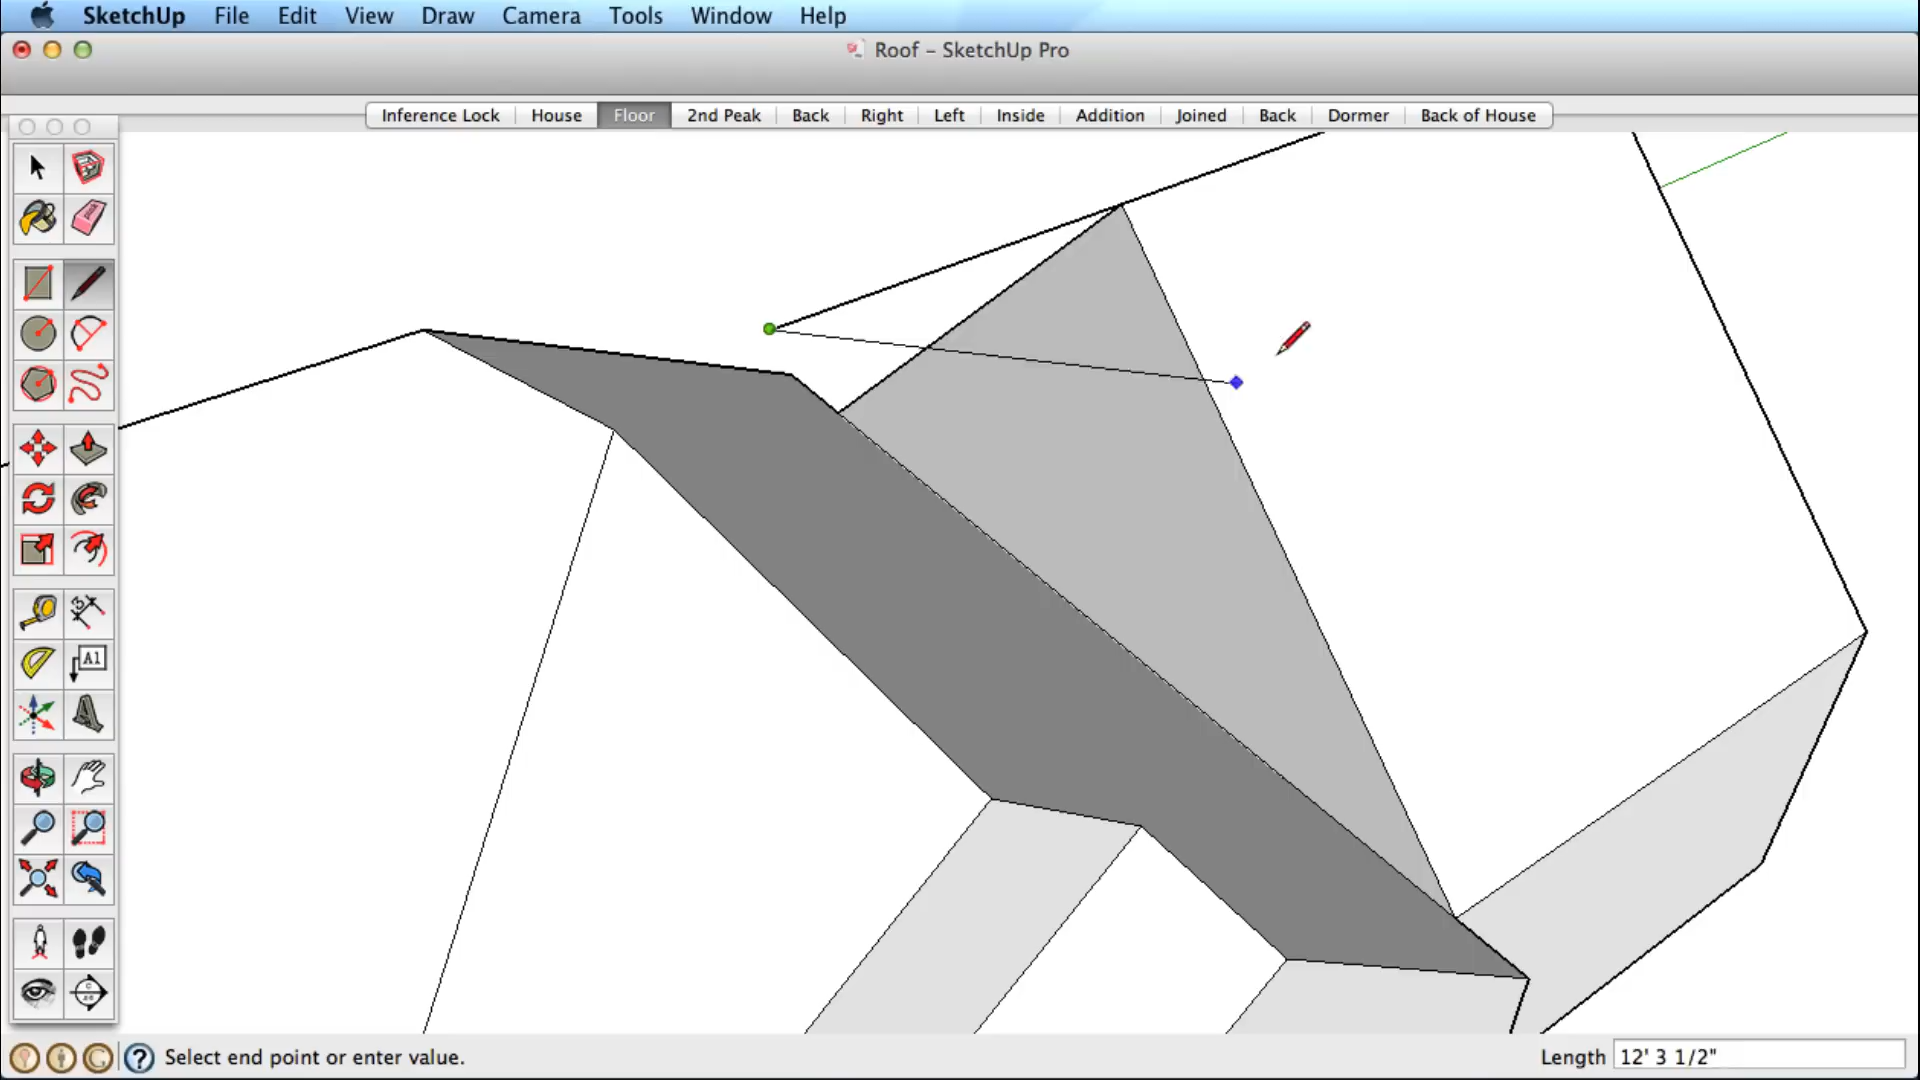 SketchUp File Edit View Draw Camera Tools Window Help
Roof – SketchUp Pro
Inference Lock House Floor 2nd Peak Back Right Left Inside Addition Joined Back Dormer Back of House
A1
Select end point or enter value. Length 12' 3 1/2"